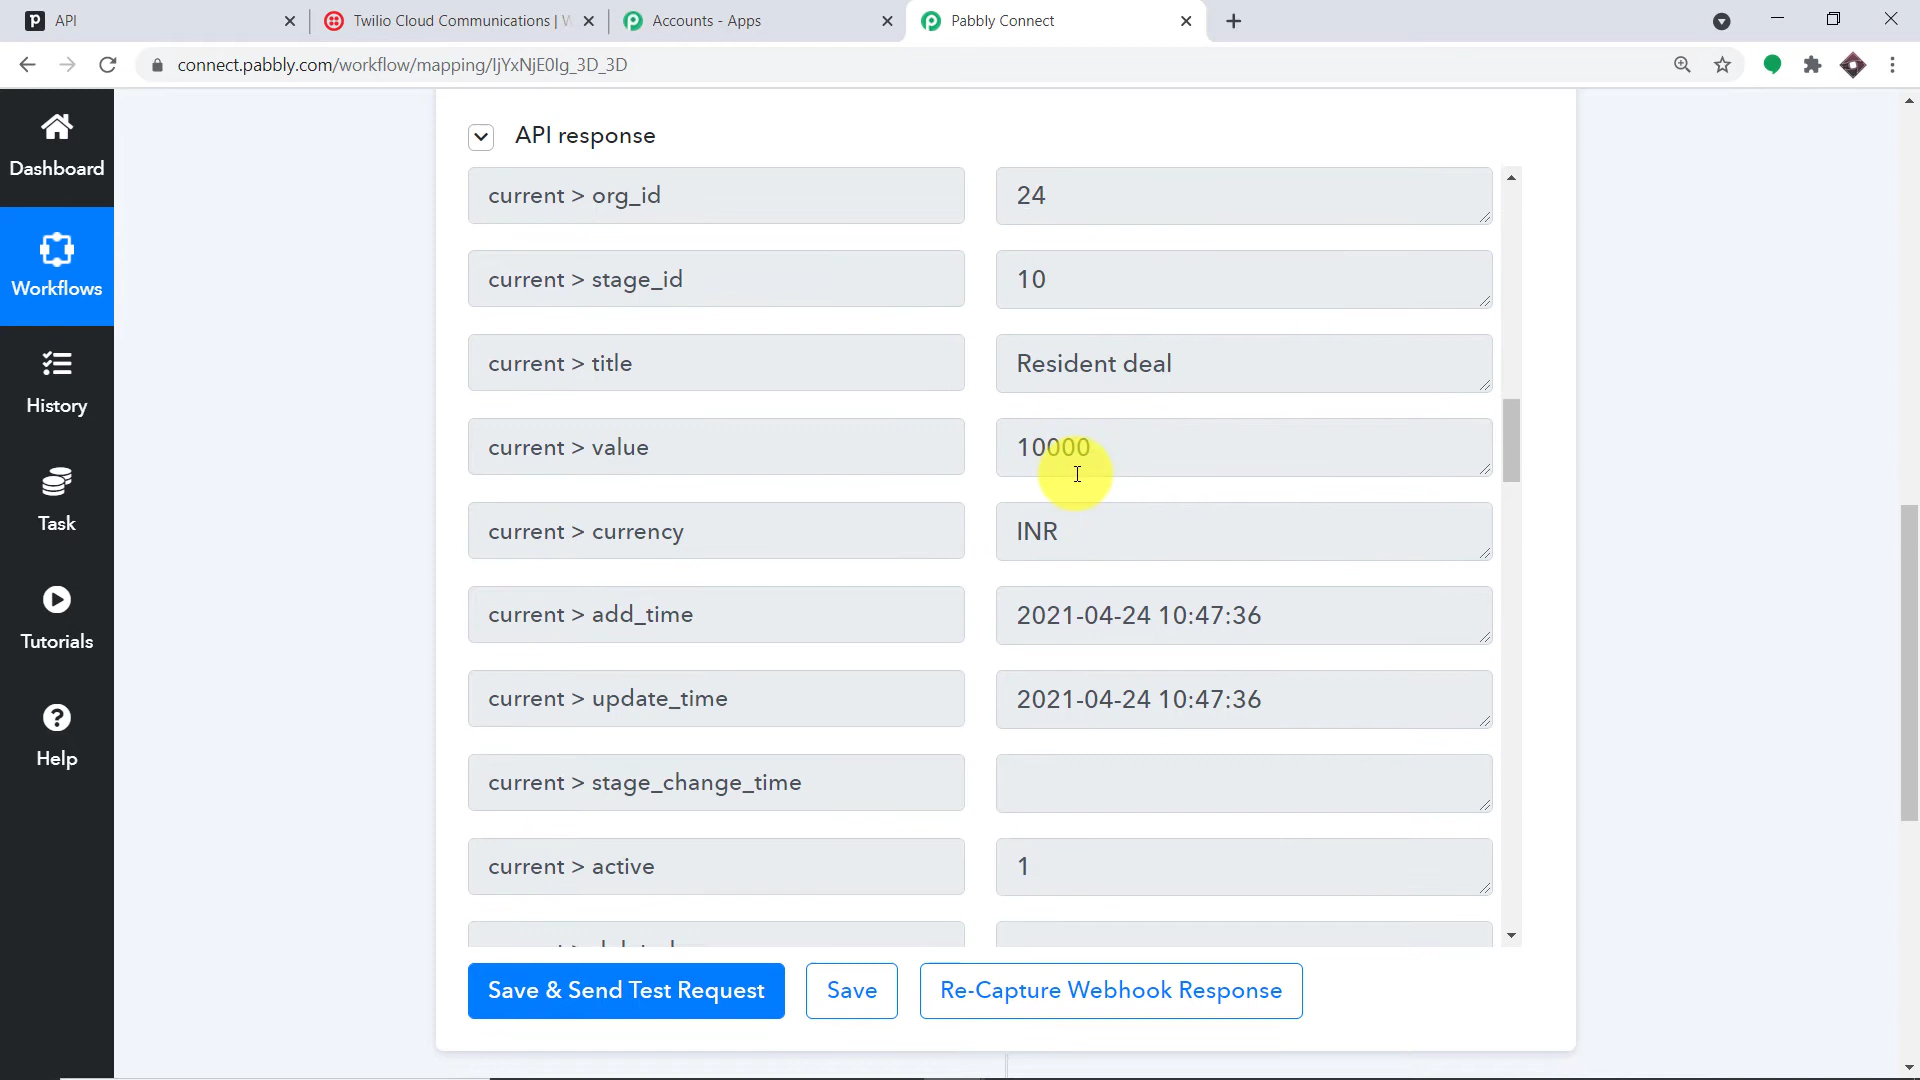 API
Twilio Cloud Communications |
Accounts - Apps
Pabbly Connect
connect.pabbly.com/workflow/mapping/IjYxNjE0Ig_3D_3D
Dashboard
Workflows
History
Task
Tutorials
Help
API response
current > org_id 24
current > stage_id 10
current > title Resident deal
current > value 10000
current > currency INR
current > add_time 2021-04-24 10:47:36
current > update_time 2021-04-24 10:47:36
current > stage_change_time
current > active 1
Save & Send Test Request Save Re-Capture Webhook Response